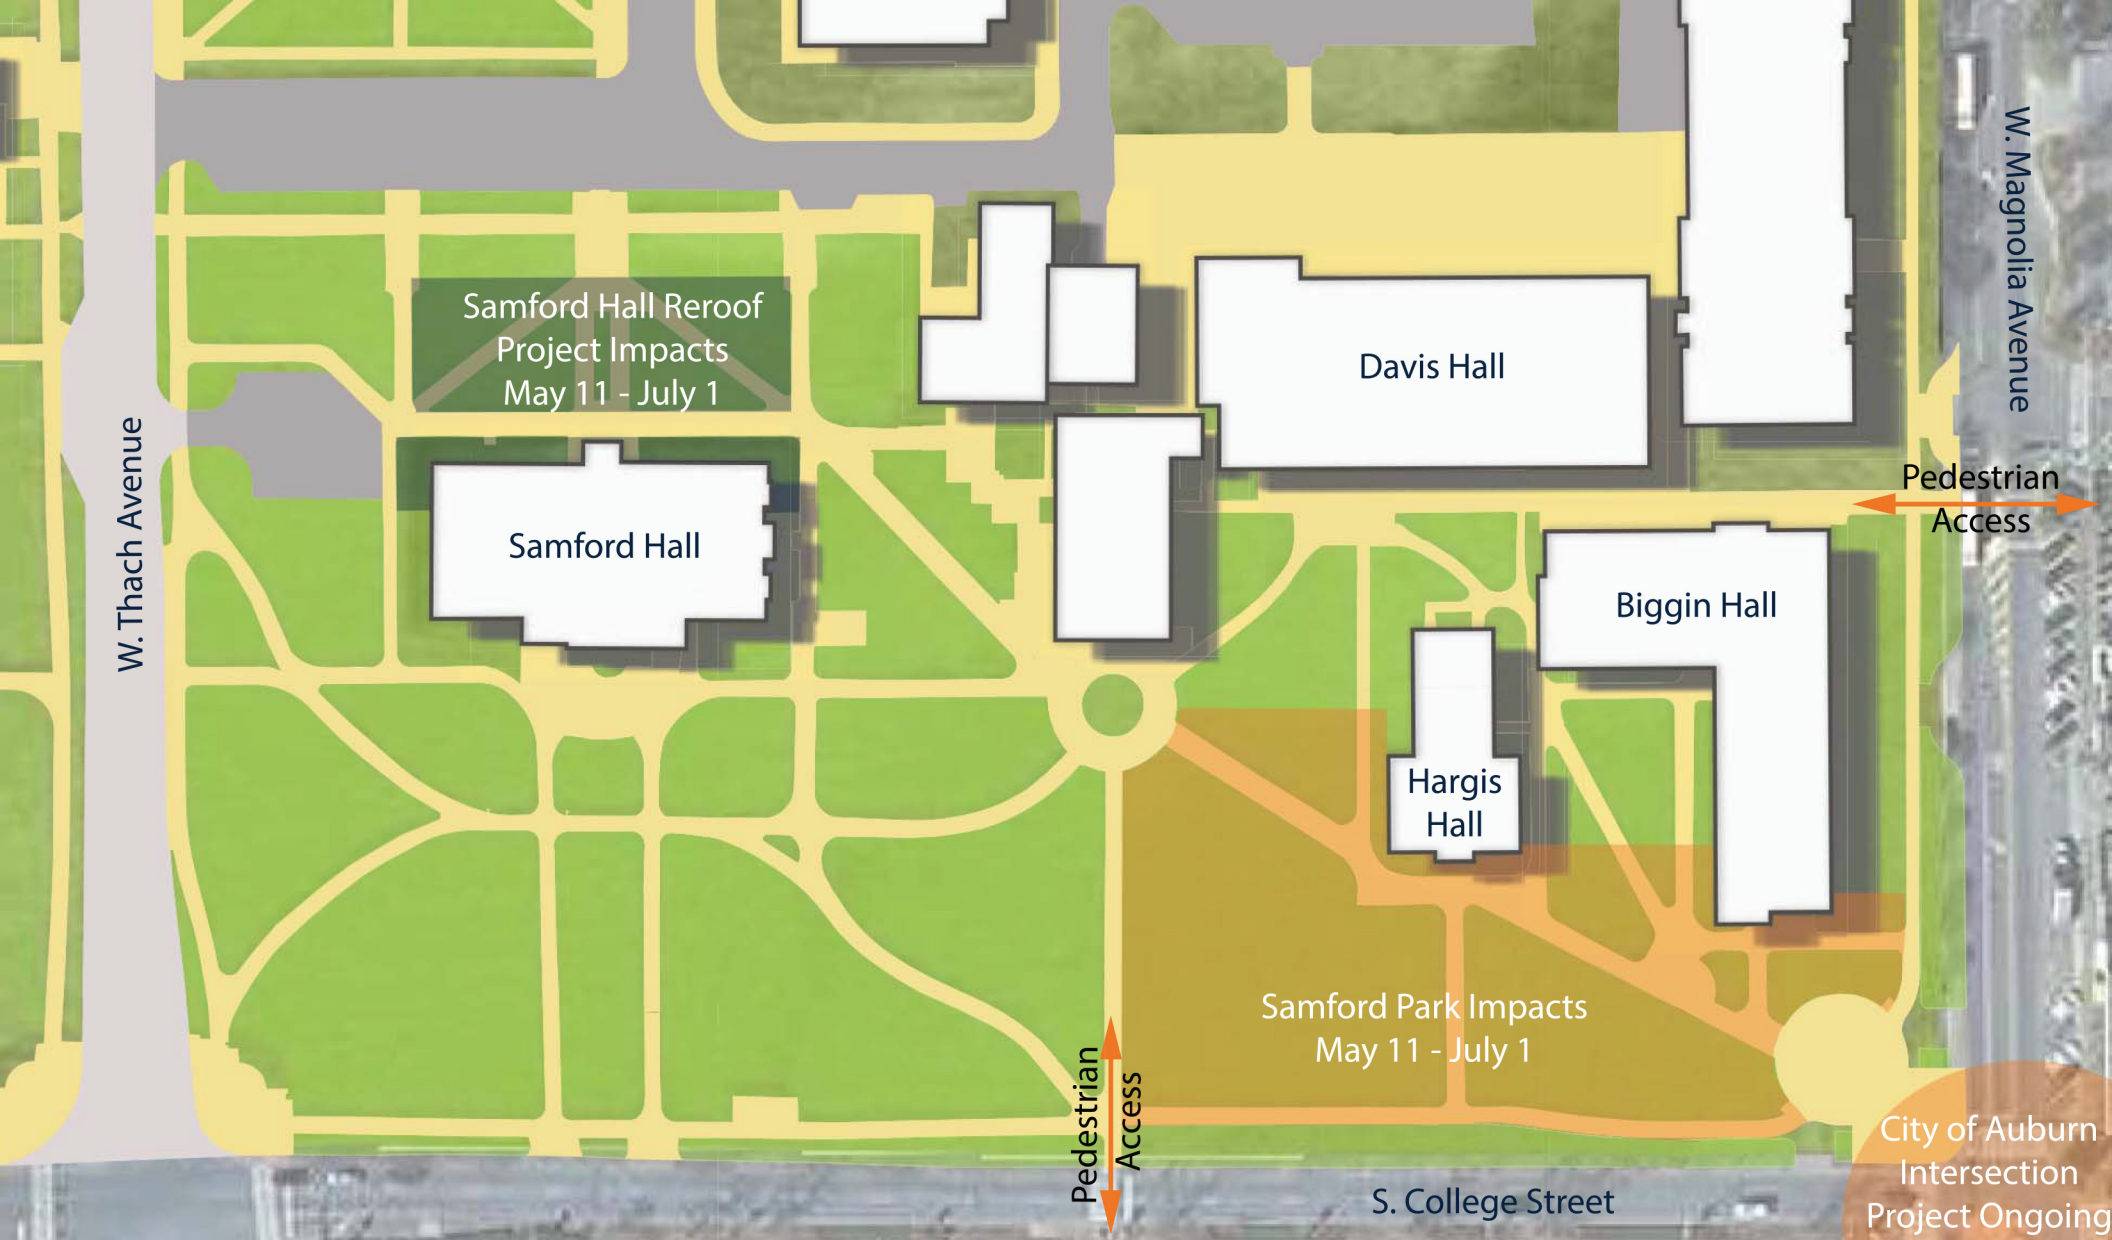 W. Magnolia Avenue
Samford Hall Reroof
Project Impacts
May 11 - July 1
Davis Hall
W. Thach Avenue
Pedestrian
Access
Samford Hall
Biggin Hall
Hargis
Hall
Samford Park Impacts
May 11 - July 1
Pedestrian
Access
City of Auburn
Intersection
Project Ongoing
S. College Street